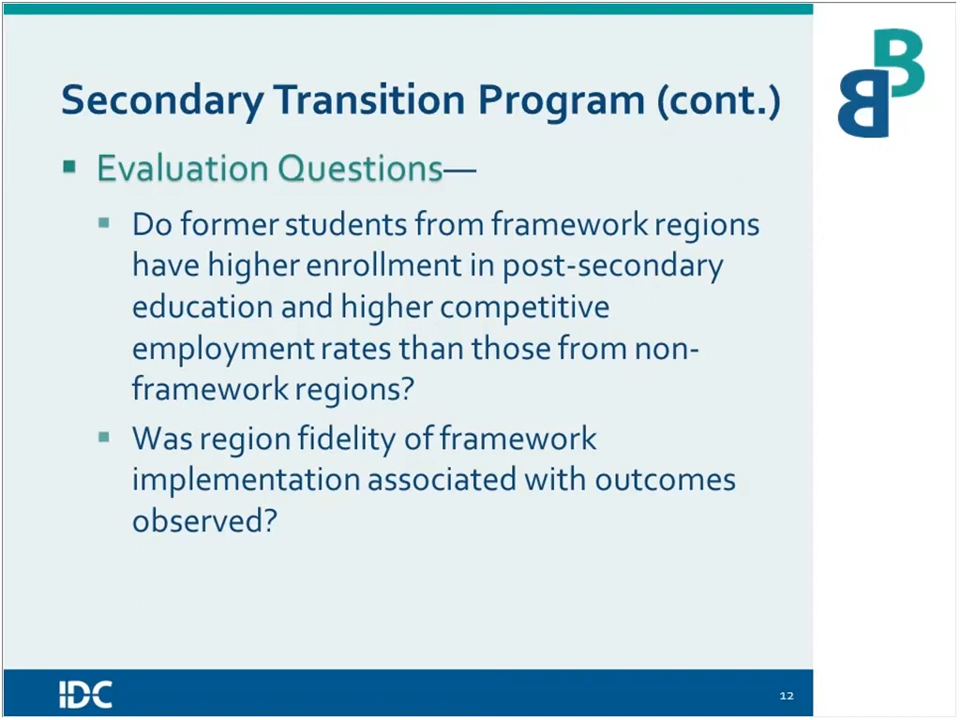 Secondary Transition Program (cont.)
Evaluation Questions—
Do former students from framework regions
have higher enrollment in post-secondary
education and higher competitive
employment rates than those from non-
framework regions?
Was region fidelity of framework
implementation associated with outcomes
observed?
B
B
IDC
12